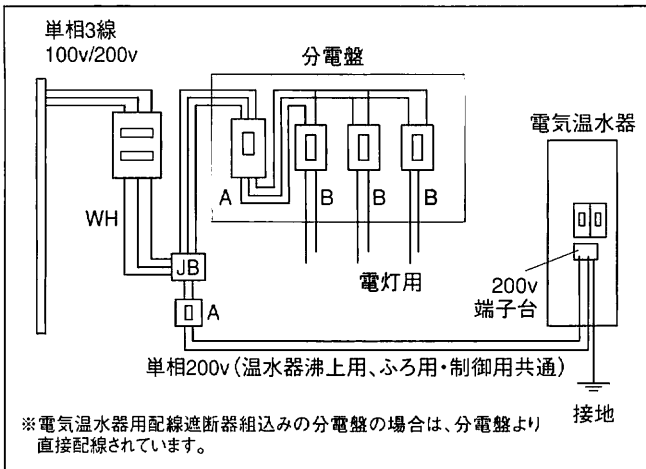 単相3線
100v/200v
分電盤
電気温水器
A
B
B
B
WH
JB
電灯用
200v
端子台
A
単相200v(温水器沸上用、ふろ用・制御用共通)
接地
※電気温水器用配線遮断器組込みの分電盤の場合は、分電盤より
直接配線されています。